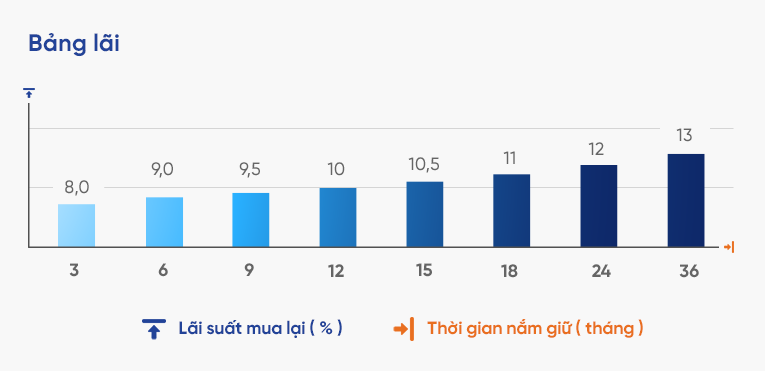 Bảng lãi
8,0 9,0 9,5 10 10,5 11 12 13
3 6 9 12 15 18 24 36
Lãi suất mua lại ( % ) Thời gian nắm giữ ( tháng )